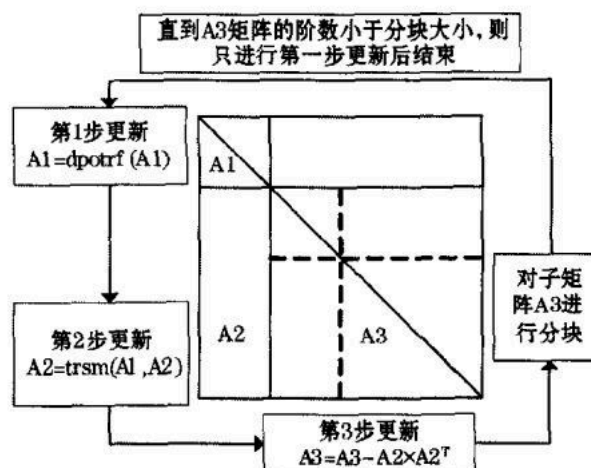 直到A3矩阵的阶数小于分块大小，则
只进行第一步更新后结束
第1步更新
A1=dpotrf(A1)
A1
第2步更新
A2=trsm(A1,A2)
A2
A3
对子矩
阵A3进
行分块
第3步更新
A3=A3-A2×A2ᵀ